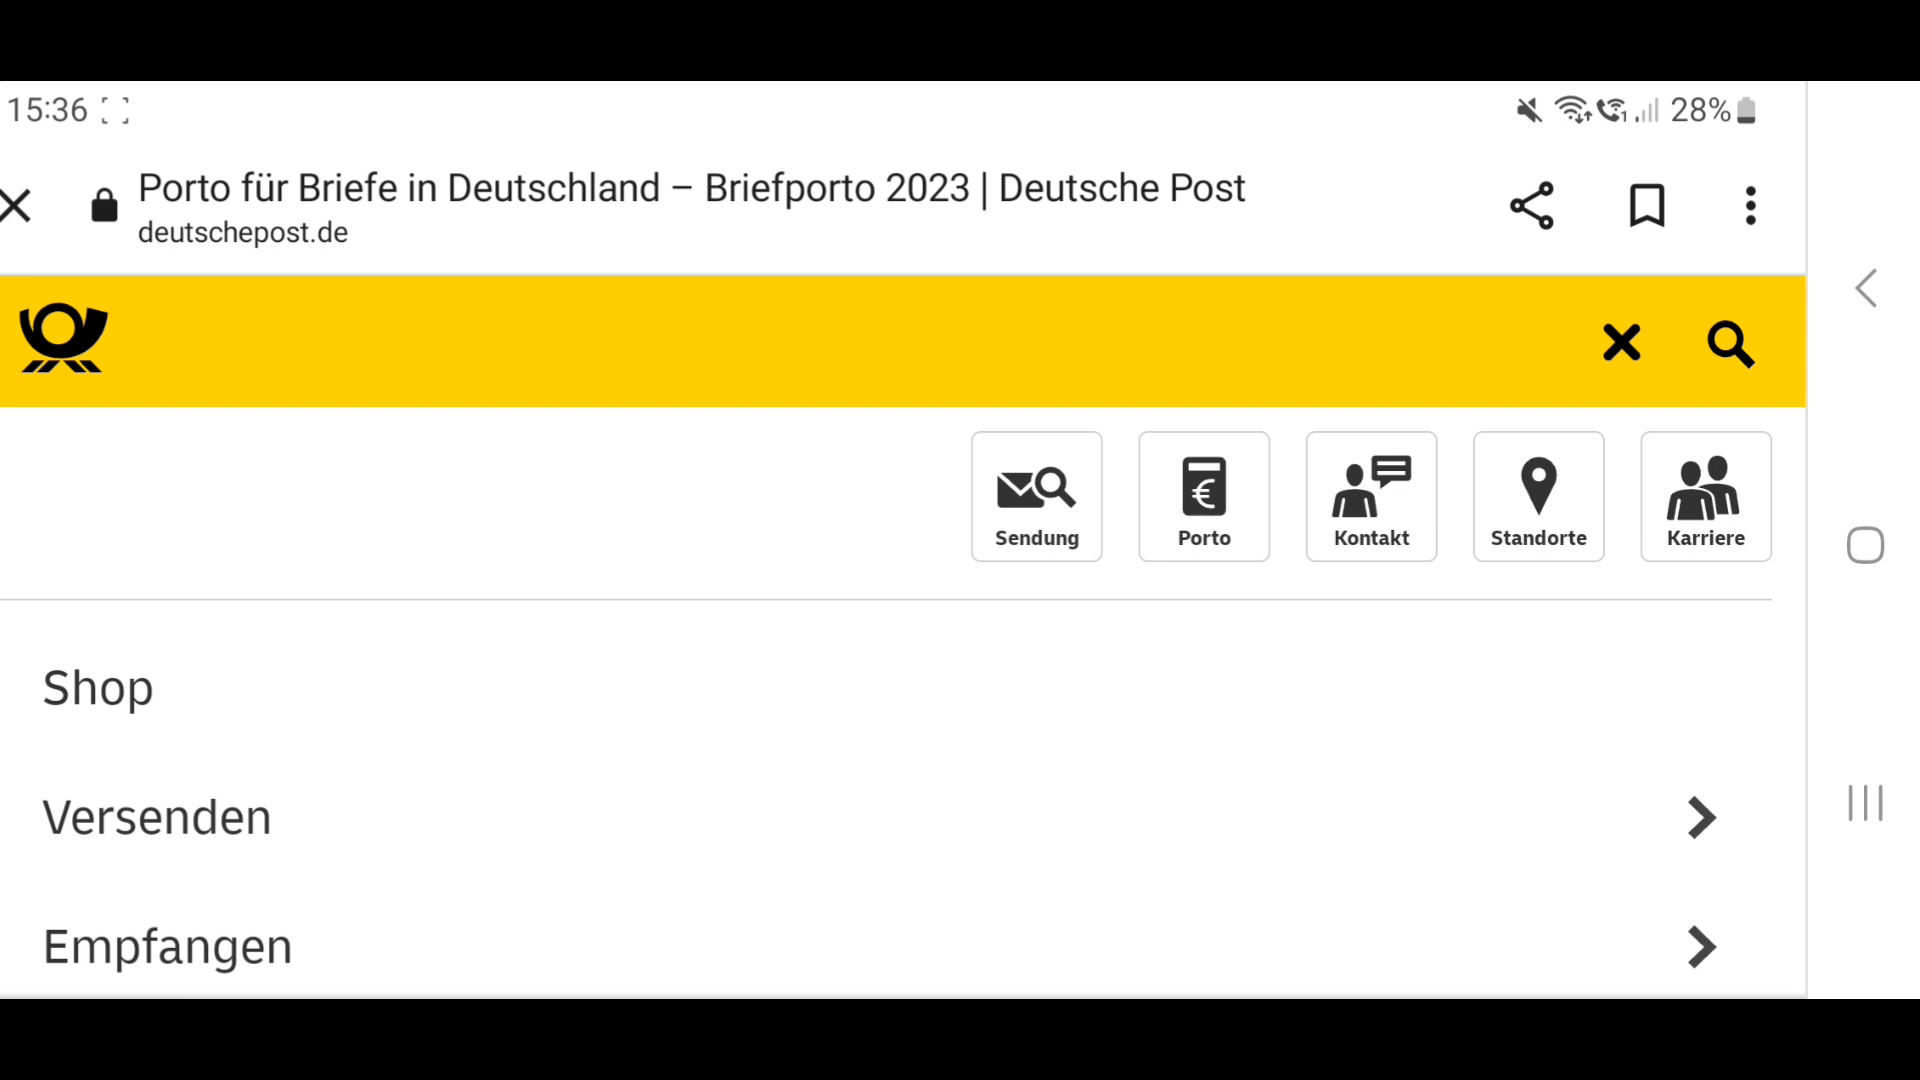 15:36
28%
Porto für Briefe in Deutschland – Briefporto 2023 | Deutsche Post
deutschepost.de
Sendung
Porto
Kontakt
Standorte
Karriere
Shop
Versenden
Empfangen